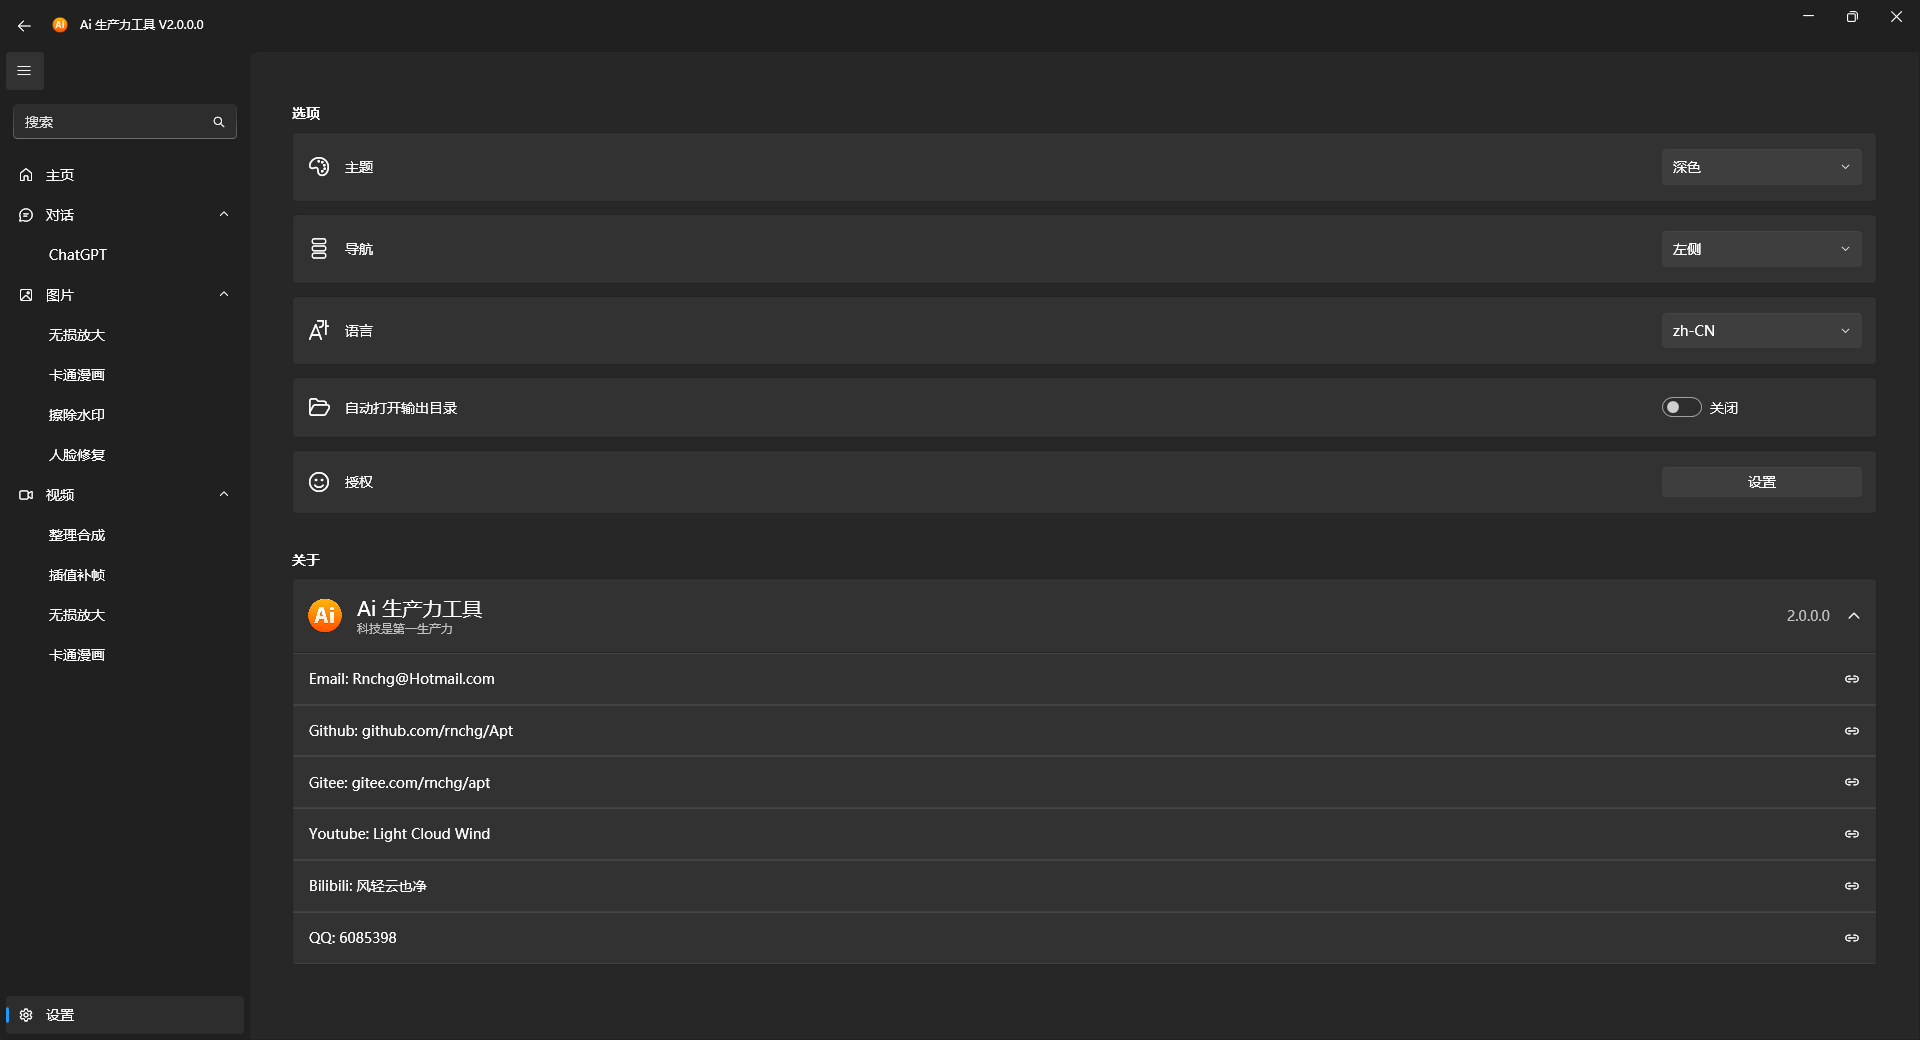 Ai 生产力工具 V2.0.0.0
搜索
主页
对话
ChatGPT
图片
无损放大
卡通漫画
擦除水印
人脸修复
视频
整理合成
插值补帧
无损放大
卡通漫画
设置
选项
主题
深色
导航
左侧
语言
zh-CN
自动打开输出目录
关闭
授权
设置
关于
Ai
Ai 生产力工具
科技是第一生产力
2.0.0.0
Email: Rnchg@Hotmail.com
Github: github.com/rnchg/Apt
Gitee: gitee.com/rnchg/apt
Youtube: Light Cloud Wind
Bilibili: 风轻云也净
QQ: 6085398